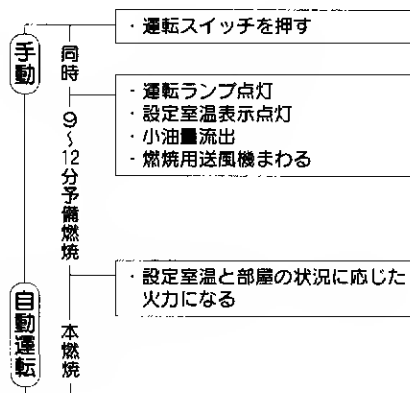 ・運転スイッチを押す
手動
同時
・運転ランプ点灯
・設定室温表示点灯
・小油量流出
・燃焼用送風機まわる
9～12分予備燃焼
・設定室温と部屋の状況に応じた
火力になる
自動運転
本燃焼